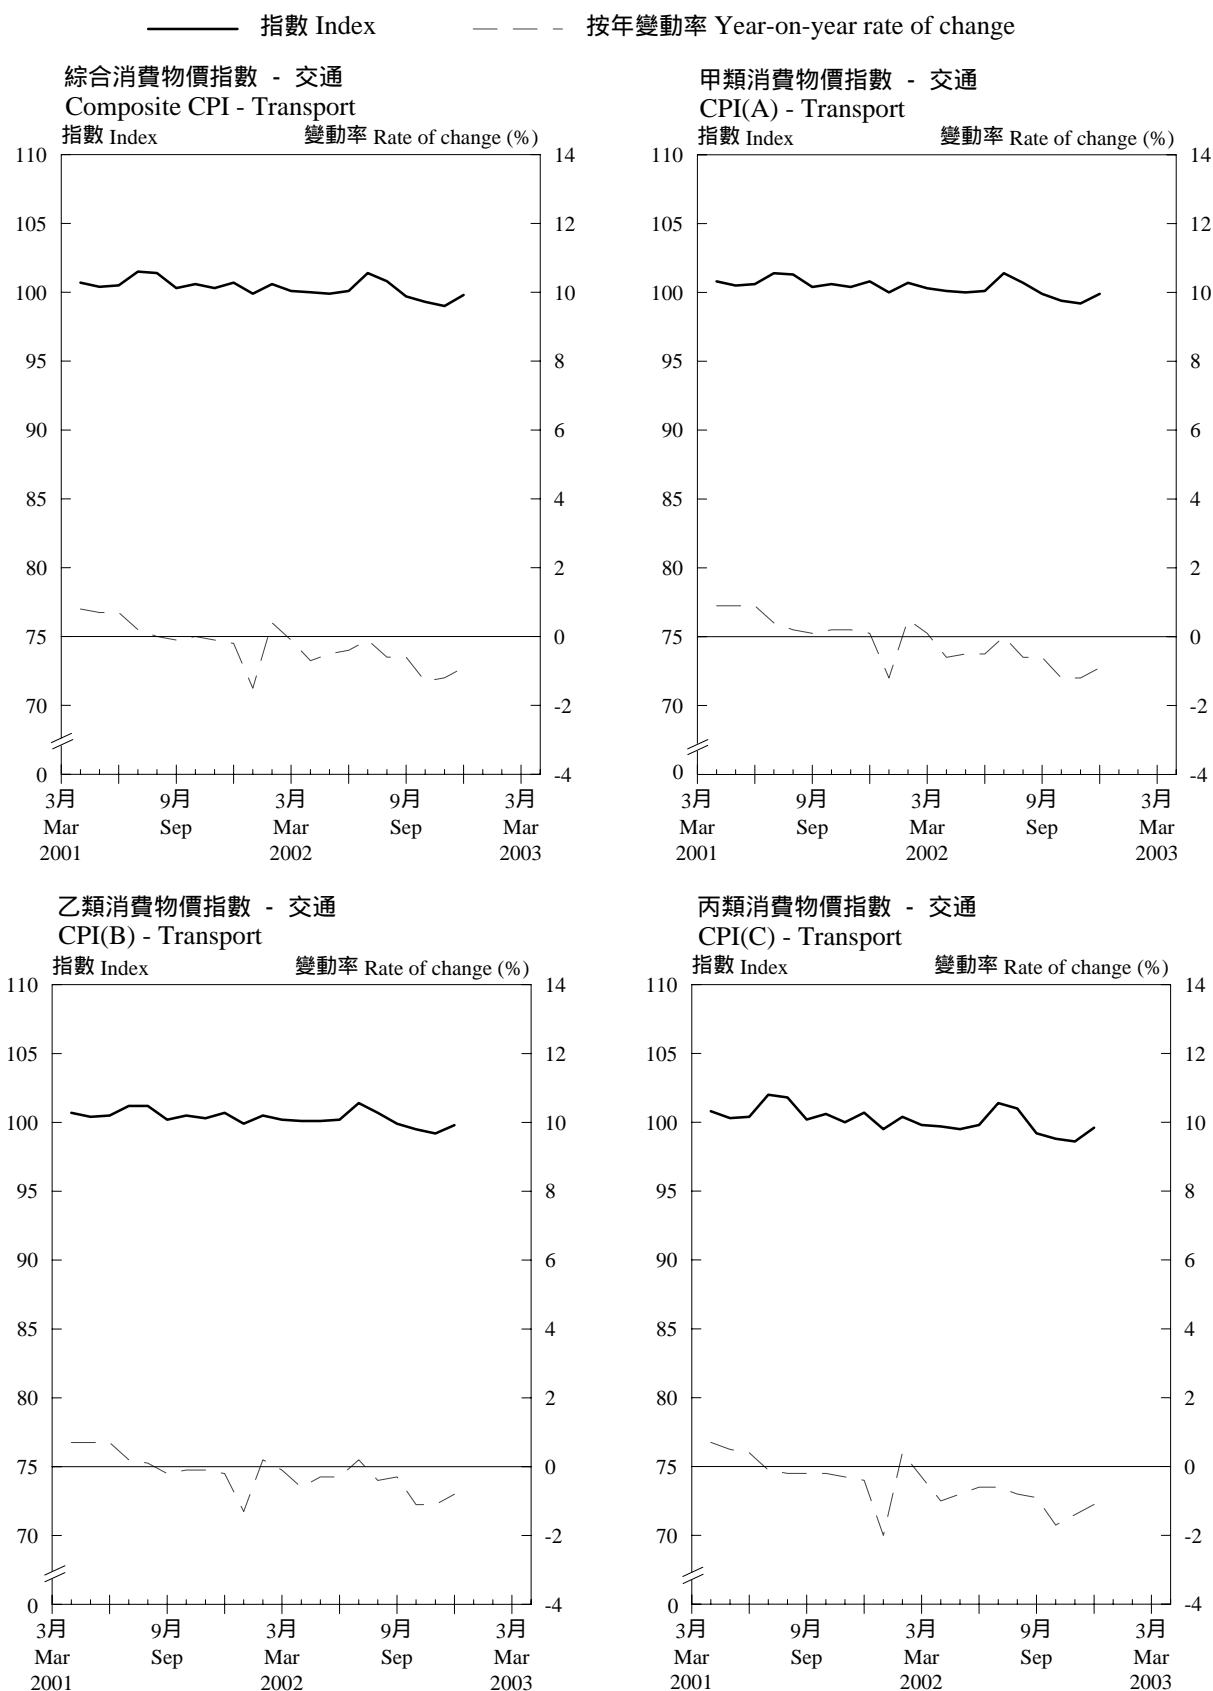 指數 Index 按年變動率 Year-on-year rate of change
綜合消費物價指數 - 交通
Composite CPI - Transport
指數 Index 變動率 Rate of change (%)
110 14
105 12
100 10
95 8
90 6
85 4
80 2
75 0
70 -2
0 -4
3月 9月 3月 9月 3月
Mar Sep Mar Sep Mar
2001 2002 2003
甲類消費物價指數 - 交通
CPI(A) - Transport
指數 Index 變動率 Rate of change (%)
110 14
105 12
100 10
95 8
90 6
85 4
80 2
75 0
70 -2
0 -4
3月 9月 3月 9月 3月
Mar Sep Mar Sep Mar
2001 2002 2003
乙類消費物價指數 - 交通
CPI(B) - Transport
指數 Index 變動率 Rate of change (%)
110 14
105 12
100 10
95 8
90 6
85 4
80 2
75 0
70 -2
0 -4
3月 9月 3月 9月 3月
Mar Sep Mar Sep Mar
2001 2002 2003
丙類消費物價指數 - 交通
CPI(C) - Transport
指數 Index 變動率 Rate of change (%)
110 14
105 12
100 10
95 8
90 6
85 4
80 2
75 0
70 -2
0 -4
3月 9月 3月 9月 3月
Mar Sep Mar Sep Mar
2001 2002 2003